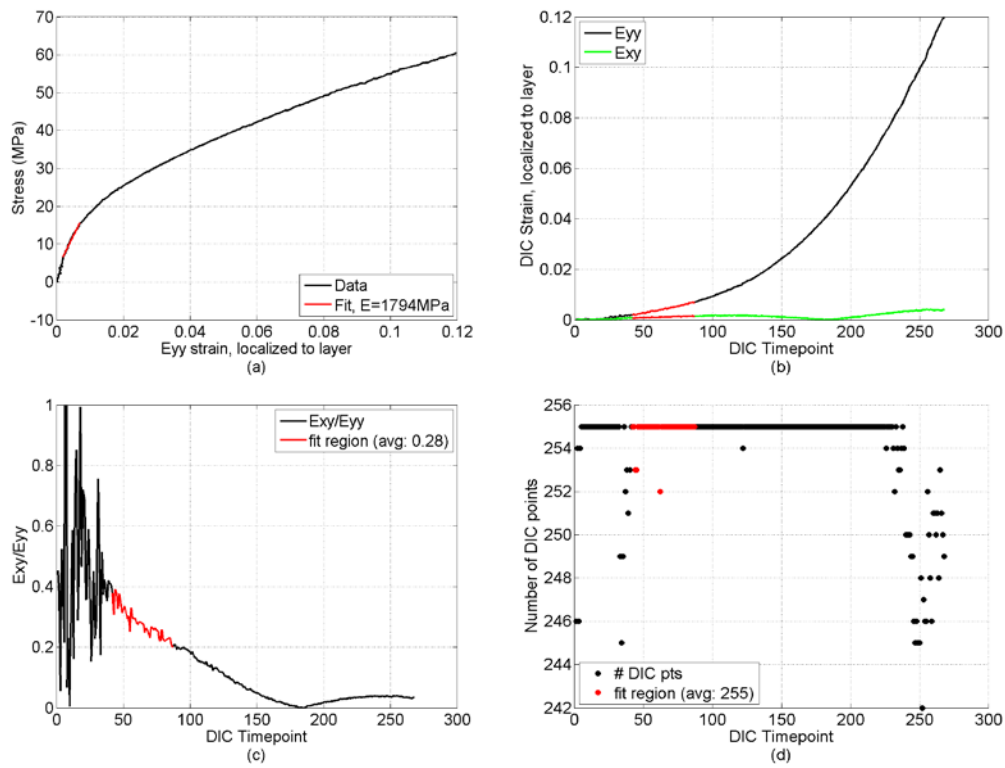 70
60
50
40
30
20
10
0
-10
Stress (MPa)
Data
Fit, E=1794MPa
0 0.02 0.04 0.06 0.08 0.1 0.12
Eyy strain, localized to layer
(a)
0.12
0.1
0.08
0.06
0.04
0.02
0
DIC Strain, localized to layer
Eyy
Exy
0 50 100 150 200 250 300
DIC Timepoint
(b)
1
0.8
0.6
0.4
0.2
0
Exy/Eyy
Exy/Eyy
fit region (avg: 0.28)
0 50 100 150 200 250 300
DIC Timepoint
(c)
256
254
252
250
248
246
244
242
Number of DIC points
# DIC pts
fit region (avg: 255)
0 50 100 150 200 250 300
DIC Timepoint
(d)